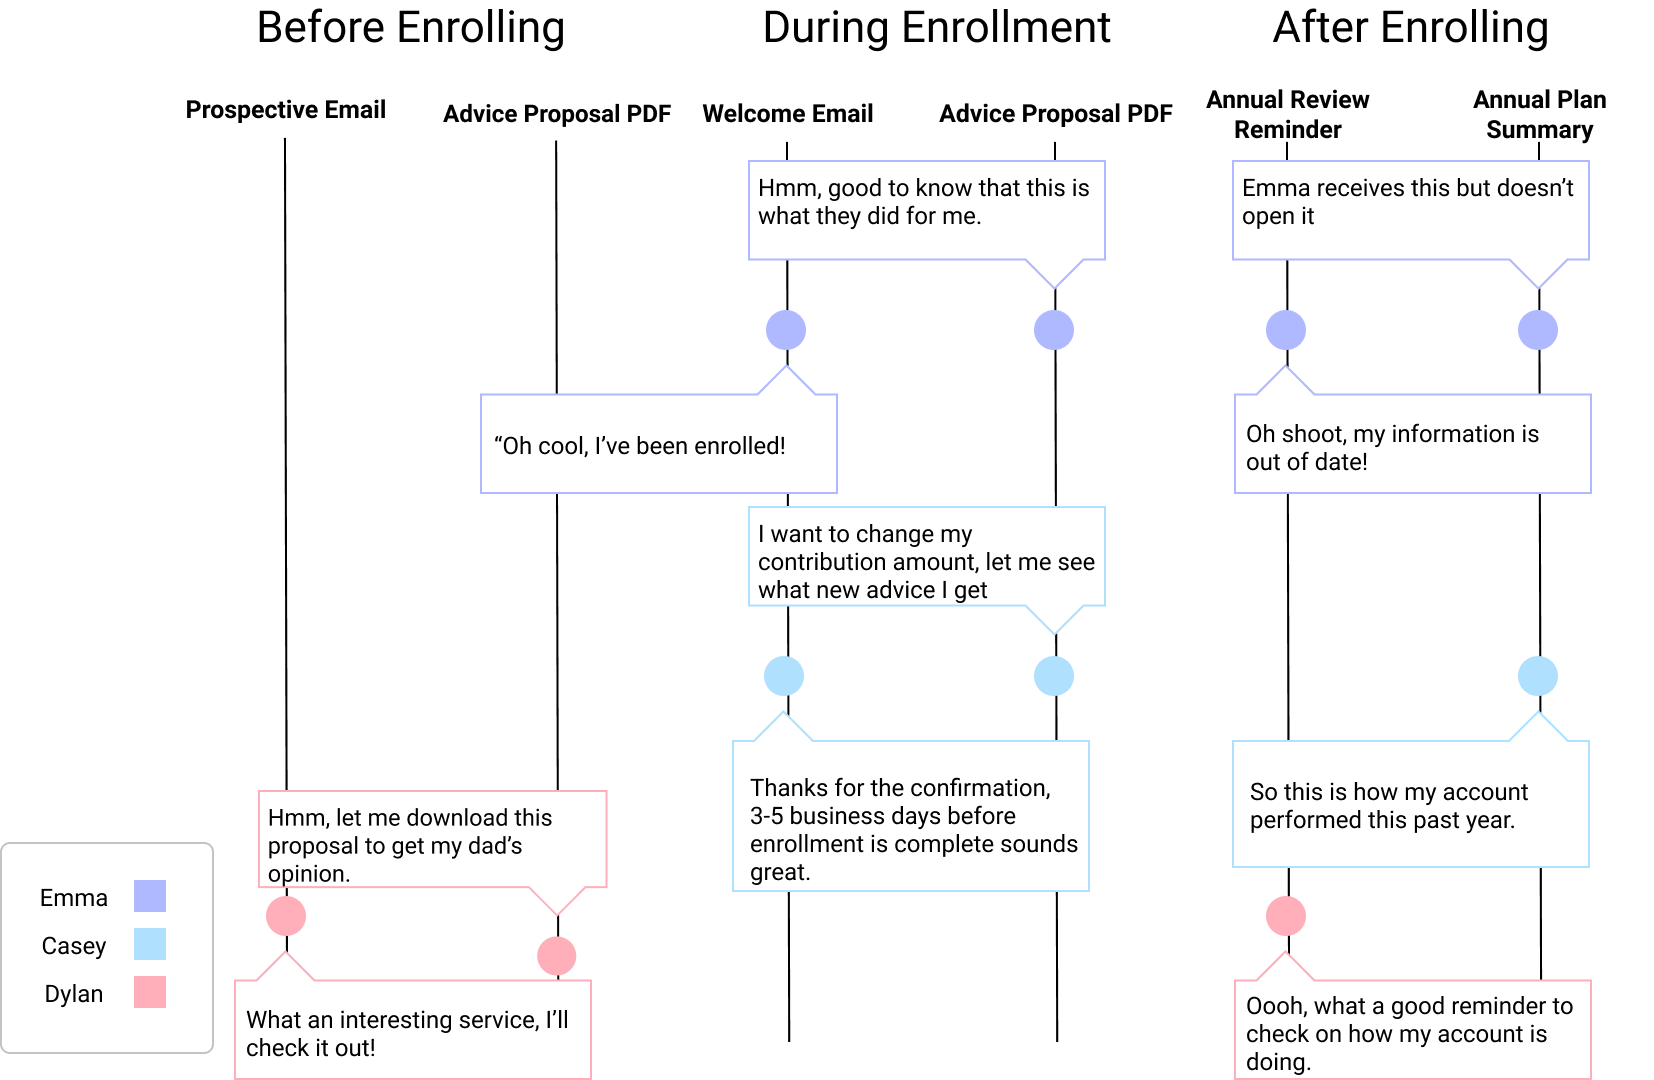 Before Enrolling
During Enrollment
After Enrolling
Prospective Email
Advice Proposal PDF
Welcome Email
Advice Proposal PDF
Annual Review
Reminder
Annual Plan
Summary
Hmm, good to know that this is
what they did for me.
Emma receives this but doesn’t
open it
“Oh cool, I’ve been enrolled!
Oh shoot, my information is
out of date!
I want to change my
contribution amount, let me see
what new advice I get
Thanks for the confirmation,
3-5 business days before
enrollment is complete sounds
great.
So this is how my account
performed this past year.
Hmm, let me download this
proposal to get my dad’s
opinion.
Emma
Casey
Dylan
What an interesting service, I’ll
check it out!
Oooh, what a good reminder to
check on how my account is
doing.